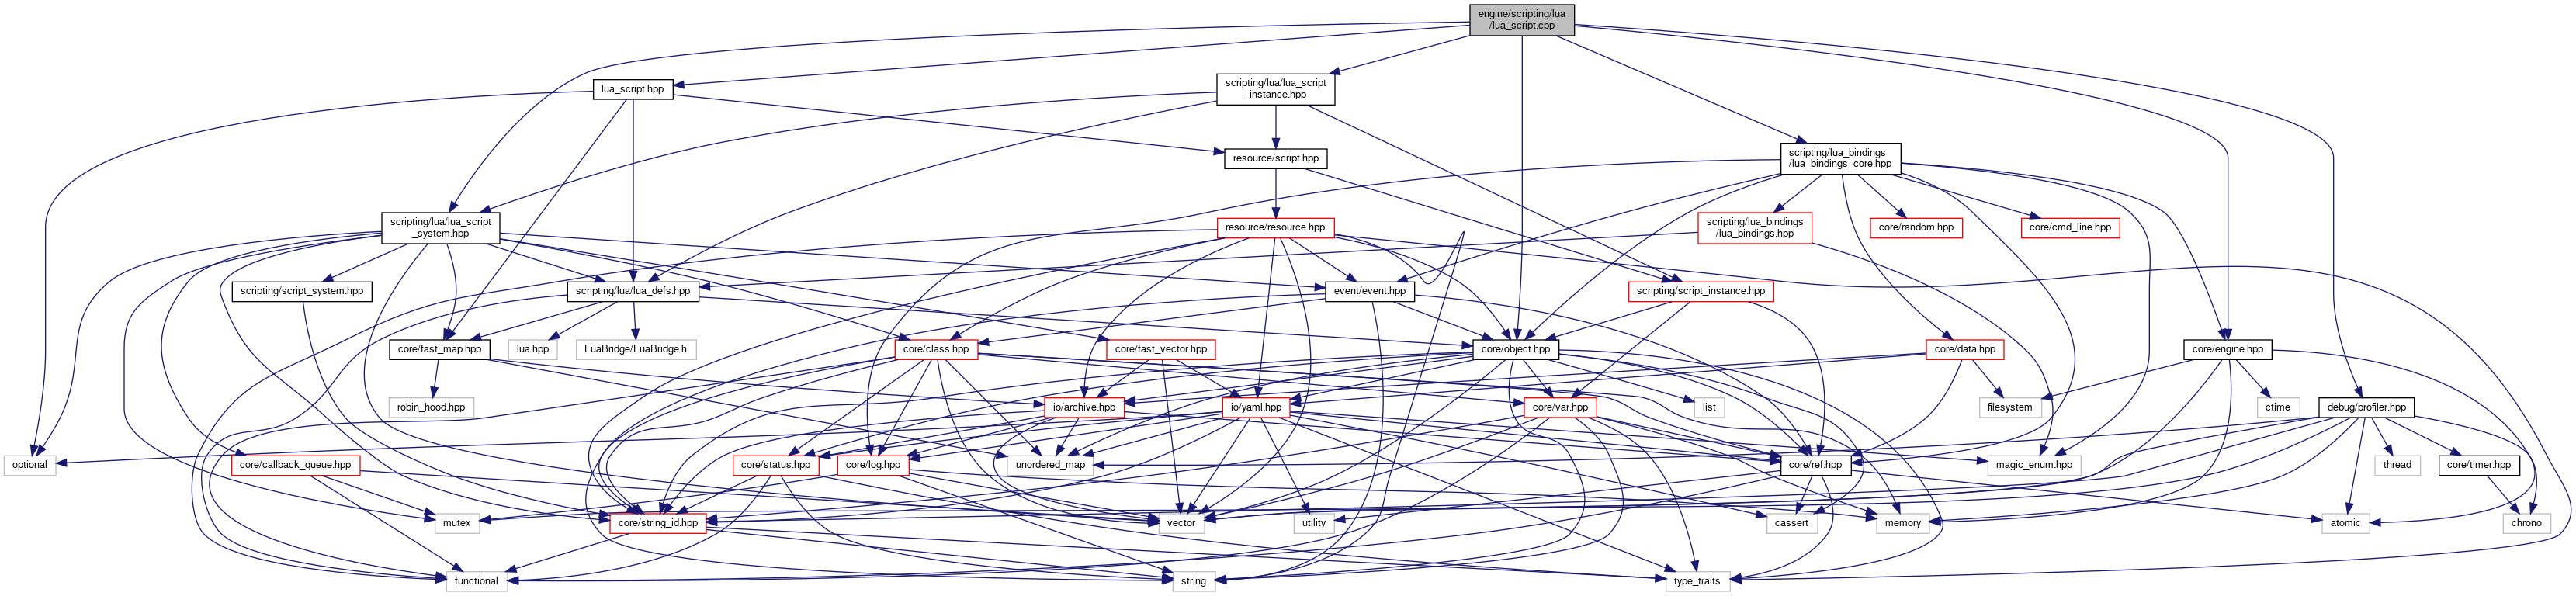 engine/scripting/lua
/lua_script.cpp
lua_script.hpp
scripting/lua/lua_script
_instance.hpp
resource/script.hpp
scripting/lua_bindings
/lua_bindings_core.hpp
scripting/lua/lua_script
_system.hpp
resource/resource.hpp
scripting/lua_bindings
/lua_bindings.hpp
core/random.hpp
core/cmd_line.hpp
scripting/script_system.hpp
scripting/lua/lua_defs.hpp
event/event.hpp
scripting/script_instance.hpp
core/fast_map.hpp
lua.hpp
LuaBridge/LuaBridge.h
core/class.hpp
core/fast_vector.hpp
core/object.hpp
core/data.hpp
core/engine.hpp
robin_hood.hpp
io/archive.hpp
io/yaml.hpp
core/var.hpp
list
filesystem
ctime
debug/profiler.hpp
optional
core/callback_queue.hpp
core/status.hpp
core/log.hpp
unordered_map
core/ref.hpp
magic_enum.hpp
thread
core/timer.hpp
mutex
core/string_id.hpp
vector
utility
cassert
memory
atomic
chrono
functional
string
type_traits